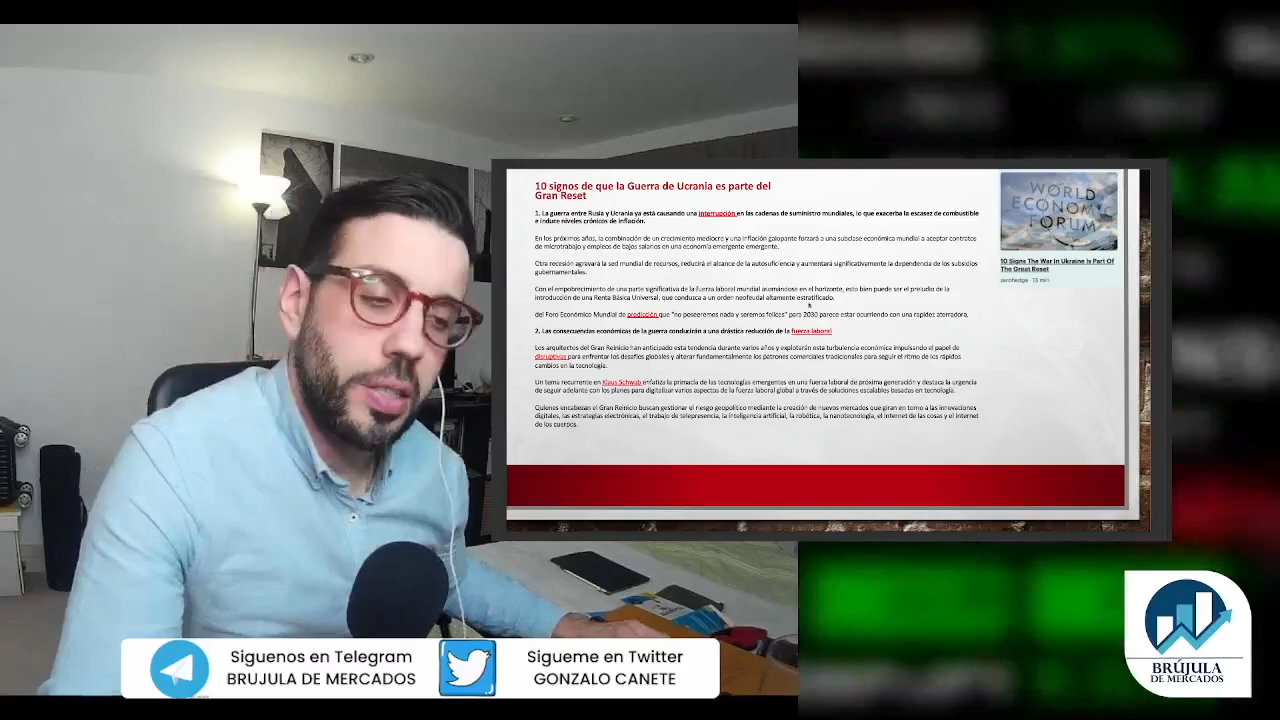 10 signos de que la Guerra de Ucrania es parte del
Gran Reset
1. La guerra entre Rusia y Ucrania ya está causando una interrupción en las cadenas de suministro mundiales, lo que exacerba la escasez de combustible
e induce niveles crónicos de inflación.
En los próximos años, la combinación de un crecimiento mediocre y una inflación galopante forzará a una subclase económica mundial a aceptar contratos
de microtrabajo y empleos de bajos salarios en una economía emergente emergente.
Otra recesión agravará la sed mundial de recursos, reducirá el alcance de la autosuficiencia y aumentará significativamente la dependencia de los subsidios
gubernamentales.
Con el empobrecimiento de una parte significativa de la fuerza laboral mundial asomándose en el horizonte, esto bien puede ser el preludio de la
introducción de una Renta Básica Universal, que conduca a un orden neofeudal altamente estratificado.
del Foro Económico Mundial de predicción que "no poseeremos nada y seremos felices" para 2030 parece estar ocurriendo con una rapidez aterradora.
2. Las consecuencias económicas de la guerra conducirán a una drástica reducción de la fuerza laboral
Los arquitectos del Gran Reinicio han anticipado esta tendencia durante varios años y explotarán esta turbulencia económica impulsando el papel de
disruptivas para enfrentar los desafíos globales y alterar fundamentalmente los patrones comerciales tradicionales para seguir el ritmo de los rápidos
cambios en la tecnología.
Un tema recurrente en Klaus Schwab enfatiza la primacía de las tecnologías emergentes en una fuerza laboral de próxima generación y destaca la urgencia
de seguir adelante con los planes para digitalizar varios aspectos de la fuerza laboral global a través de soluciones escalables basadas en tecnología.
Quienes encabezan el Gran Reinicio buscan gestionar el riesgo geopolítico mediante la creación de nuevos mercados que giran en torno a las innovaciones
digitales, las estrategias electrónicas, el trabajo de telepresencia, la inteligencia artificial, la robótica, la nanotecnología, el Internet de las cosas y el Internet
de los cuerpos.
WORLD
ECONOMIC
FORUM
10 Signs The War in Ukraine Is Part Of
The Great Reset
zerohedge · 13 min
Siguenos en Telegram
BRUJULA DE MERCADOS
Sigueme en Twitter
GONZALO CANETE
BRÚJULA
DE MERCADOS